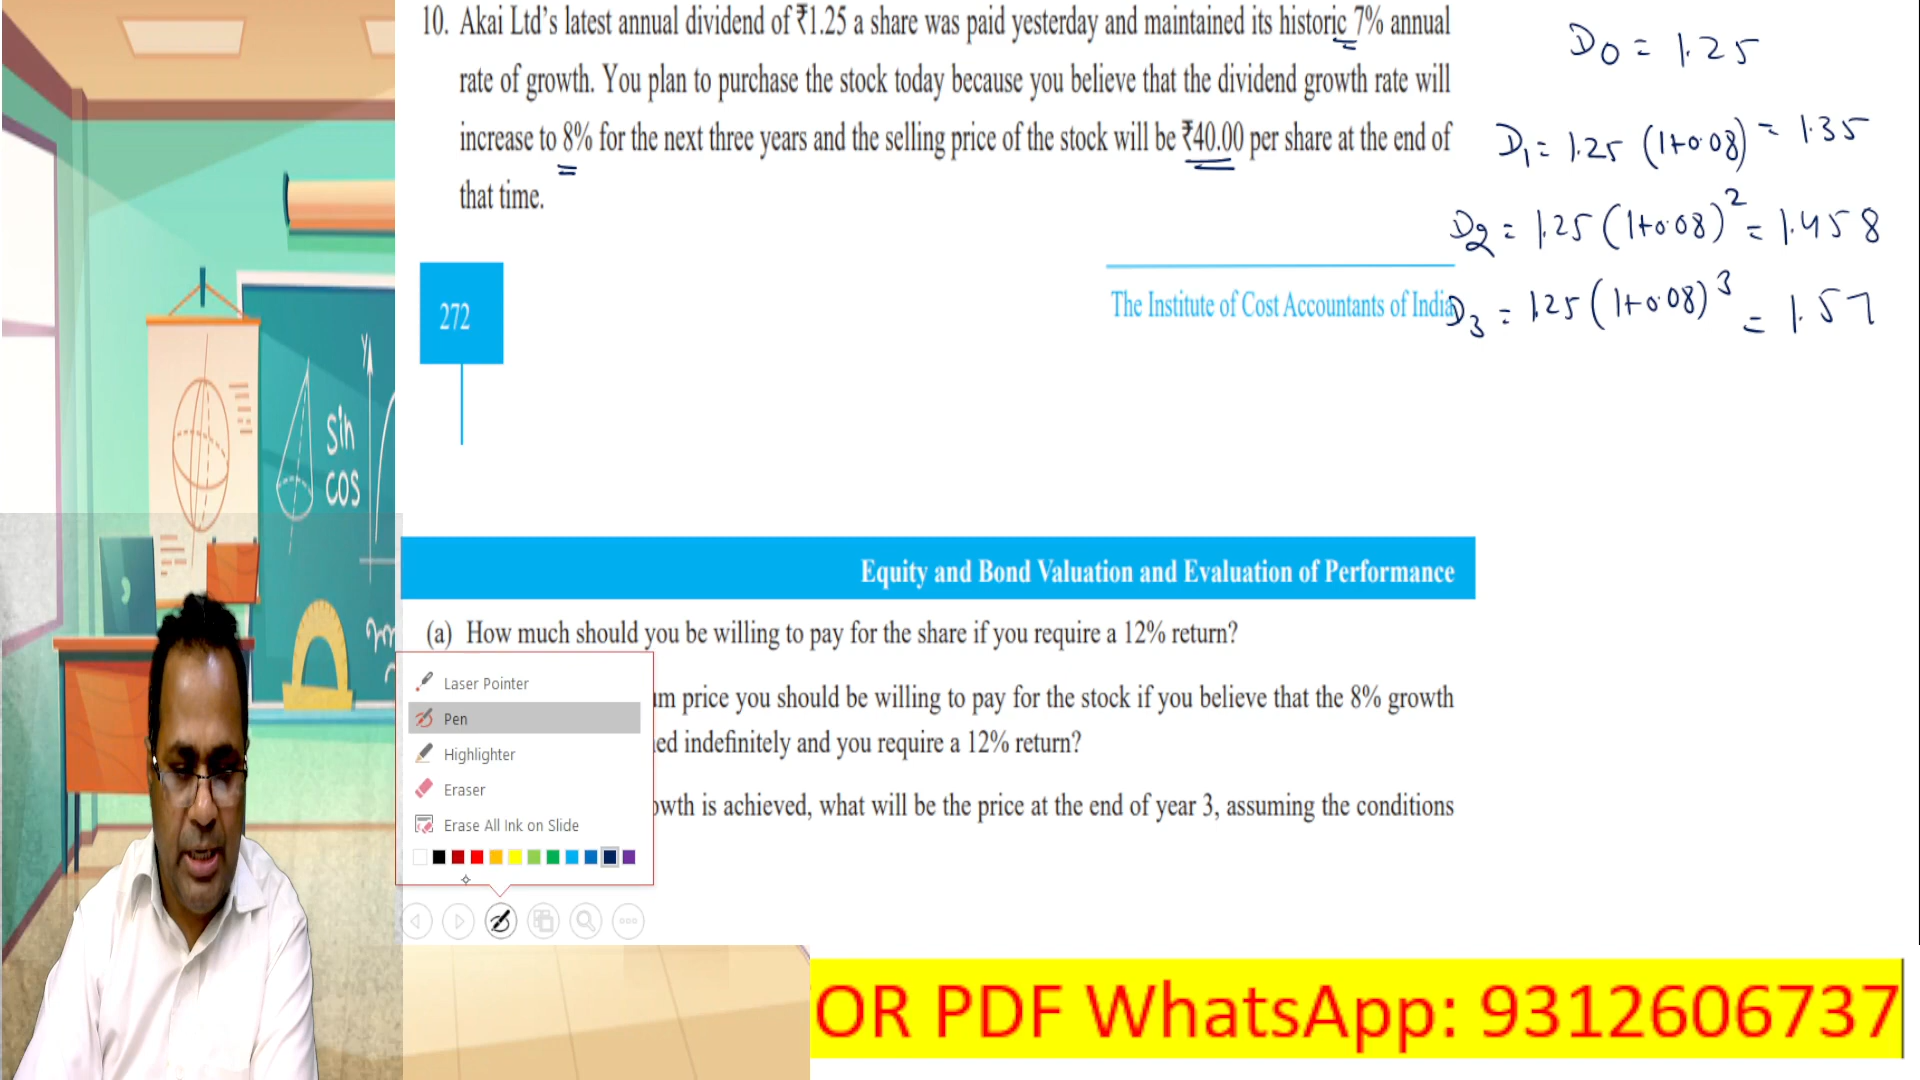 10. Akai Ltd's latest annual dividend of ₹1.25 a share was paid yesterday and maintained its historic 7% annual
rate of growth. You plan to purchase the stock today because you believe that the dividend growth rate will
increase to 8% for the next three years and the selling price of the stock will be ₹40.00 per share at the end of
that time.
D0 = 1.25
D1 = 1.25 (1+0.08) = 1.35
D2 = 1.25 (1+0.08)2 = 1.458
D3 = 1.25 (1+0.08)3 = 1.57
272
The Institute of Cost Accountants of India
Y
sin
cos
Equity and Bond Valuation and Evaluation of Performance
(a) How much should you be willing to pay for the share if you require a 12% return?
price you should be willing to pay for the stock if you believe that the 8% growth
indefinitely and you require a 12% return?
is achieved, what will be the price at the end of year 3, assuming the conditions
Laser Pointer
Pen
Highlighter
Eraser
Erase All Ink on Slide
OR PDF WhatsApp: 9312606737